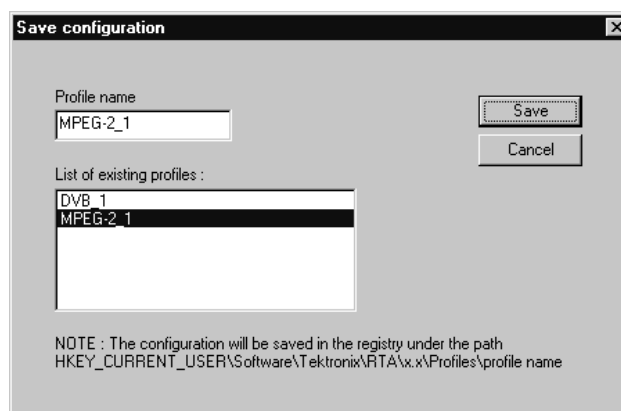 Save configuration
Profile name
MPEG-2_1
Save
Cancel
List of existing profiles :
DVB_1
MPEG-2_1
NOTE : The configuration will be saved in the registry under the path
HKEY_CURRENT_USER\Software\Tektronix\RTA\x.x\Profiles\profile name